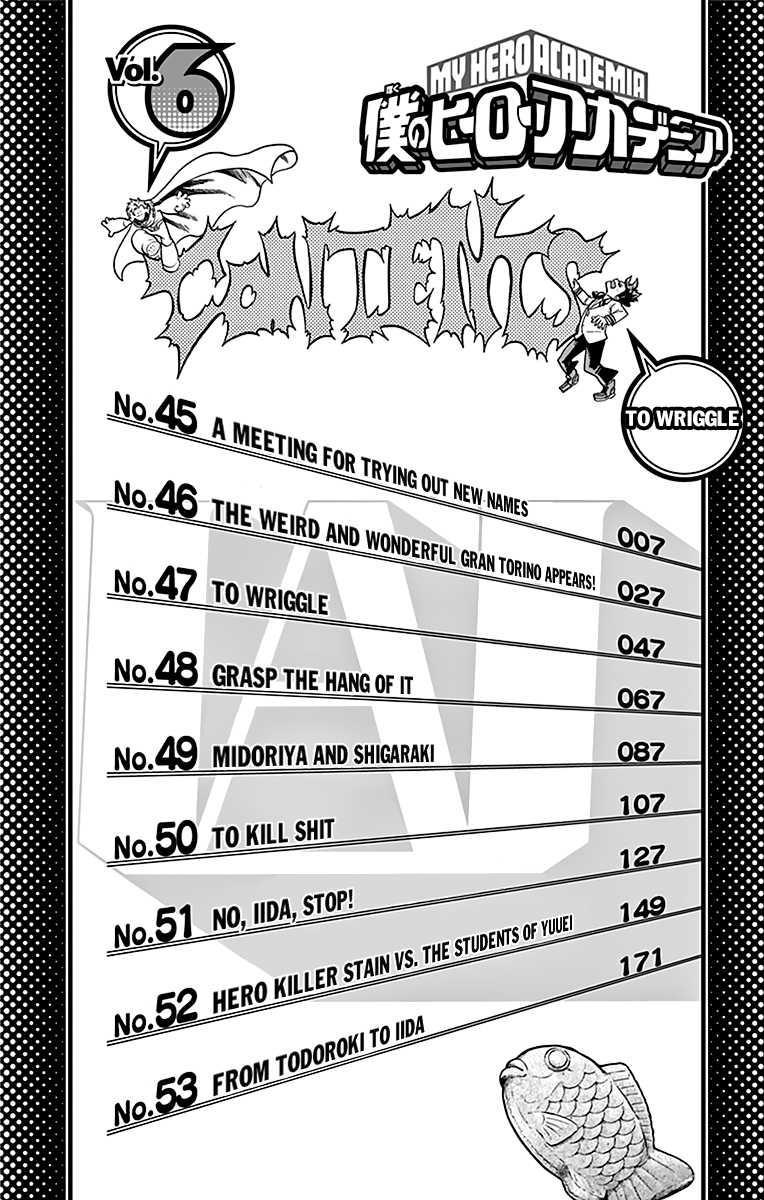 Vol. 6
MY HERO ACADEMIA
僕のヒーローアカデミア
ぼく
CONTENTS
TO WRIGGLE
No.45 A MEETING FOR TRYING OUT NEW NAMES 007
No.46 THE WEIRD AND WONDERFUL GRAN TORINO APPEARS! 027
No.47 TO WRIGGLE 047
No.48 GRASP THE HANG OF IT 067
No.49 MIDORIYA AND SHIGARAKI 087
No.50 TO KILL SHIT 107
No.51 NO, IIDA, STOP! 127
No.52 HERO KILLER STAIN VS. THE STUDENTS OF YUUEI 149
No.53 FROM TODOROKI TO IIDA 171